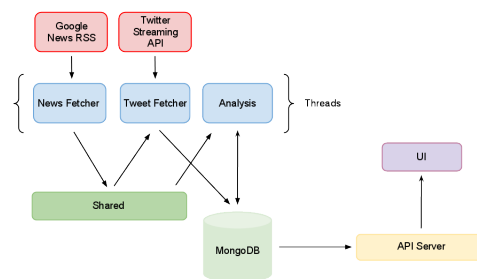 Google
News RSS
Twitter
Streaming
API
News Fetcher
Tweet Fetcher
Analysis
Threads
UI
Shared
MongoDB
API Server